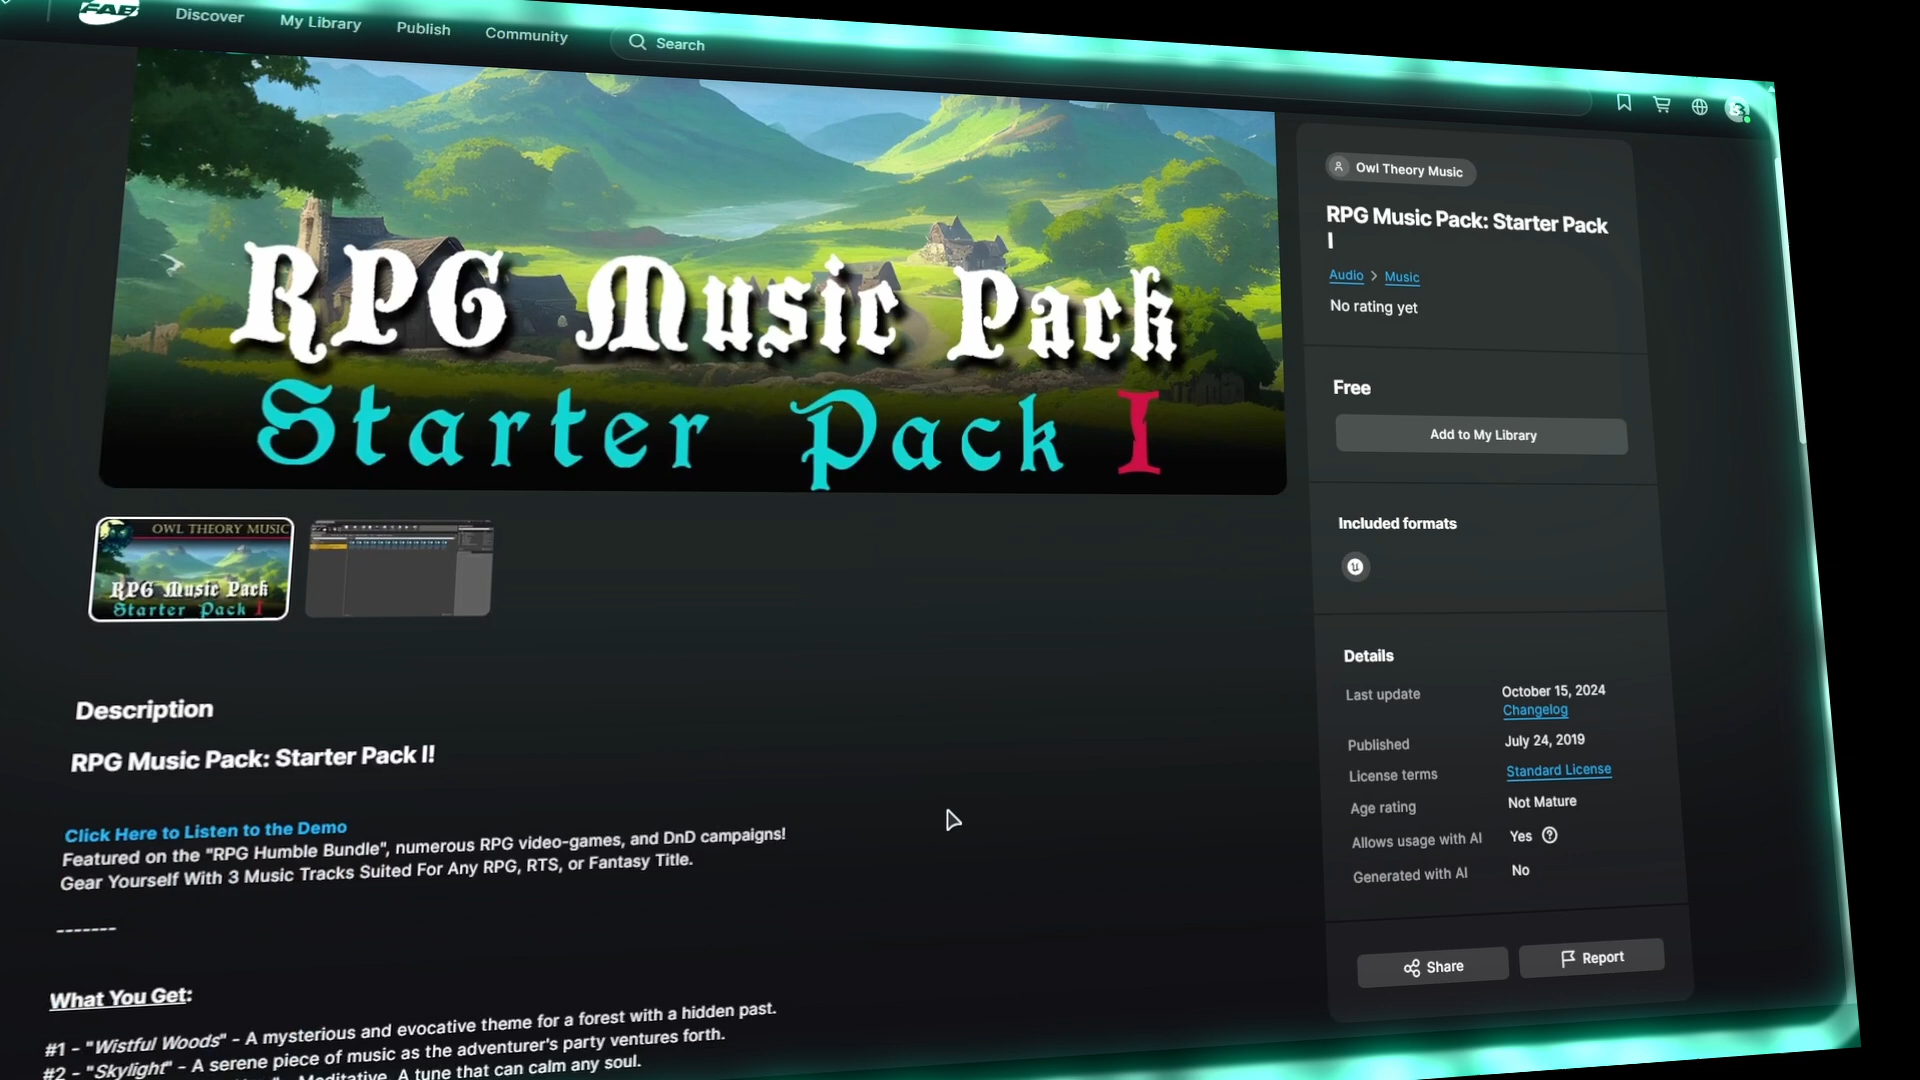 FAB
Discover
My Library
Publish
Community
Search
RPG Music Pack
Starter Pack I
OWL THEORY MUSIC
RPG Music Pack
Starter Pack I
Description
RPG Music Pack: Starter Pack I!
Click Here to Listen to the Demo
Featured on the "RPG Humble Bundle", numerous RPG video-games, and DnD campaigns!
Gear Yourself With 3 Music Tracks Suited For Any RPG, RTS, or Fantasy Title.
-------
What You Get:
#1 - "Wistful Woods" - A mysterious and evocative theme for a forest with a hidden past.
#2 - "Skylight" - A serene piece of music as the adventurer's party ventures forth.
Meditative. A tune that can calm any soul.
Owl Theory Music
RPG Music Pack: Starter Pack
I
Audio > Music
No rating yet
Free
Add to My Library
Included formats
Details
Last update October 15, 2024
Changelog
Published July 24, 2019
License terms Standard License
Age rating Not Mature
Allows usage with AI Yes
Generated with AI No
Share
Report